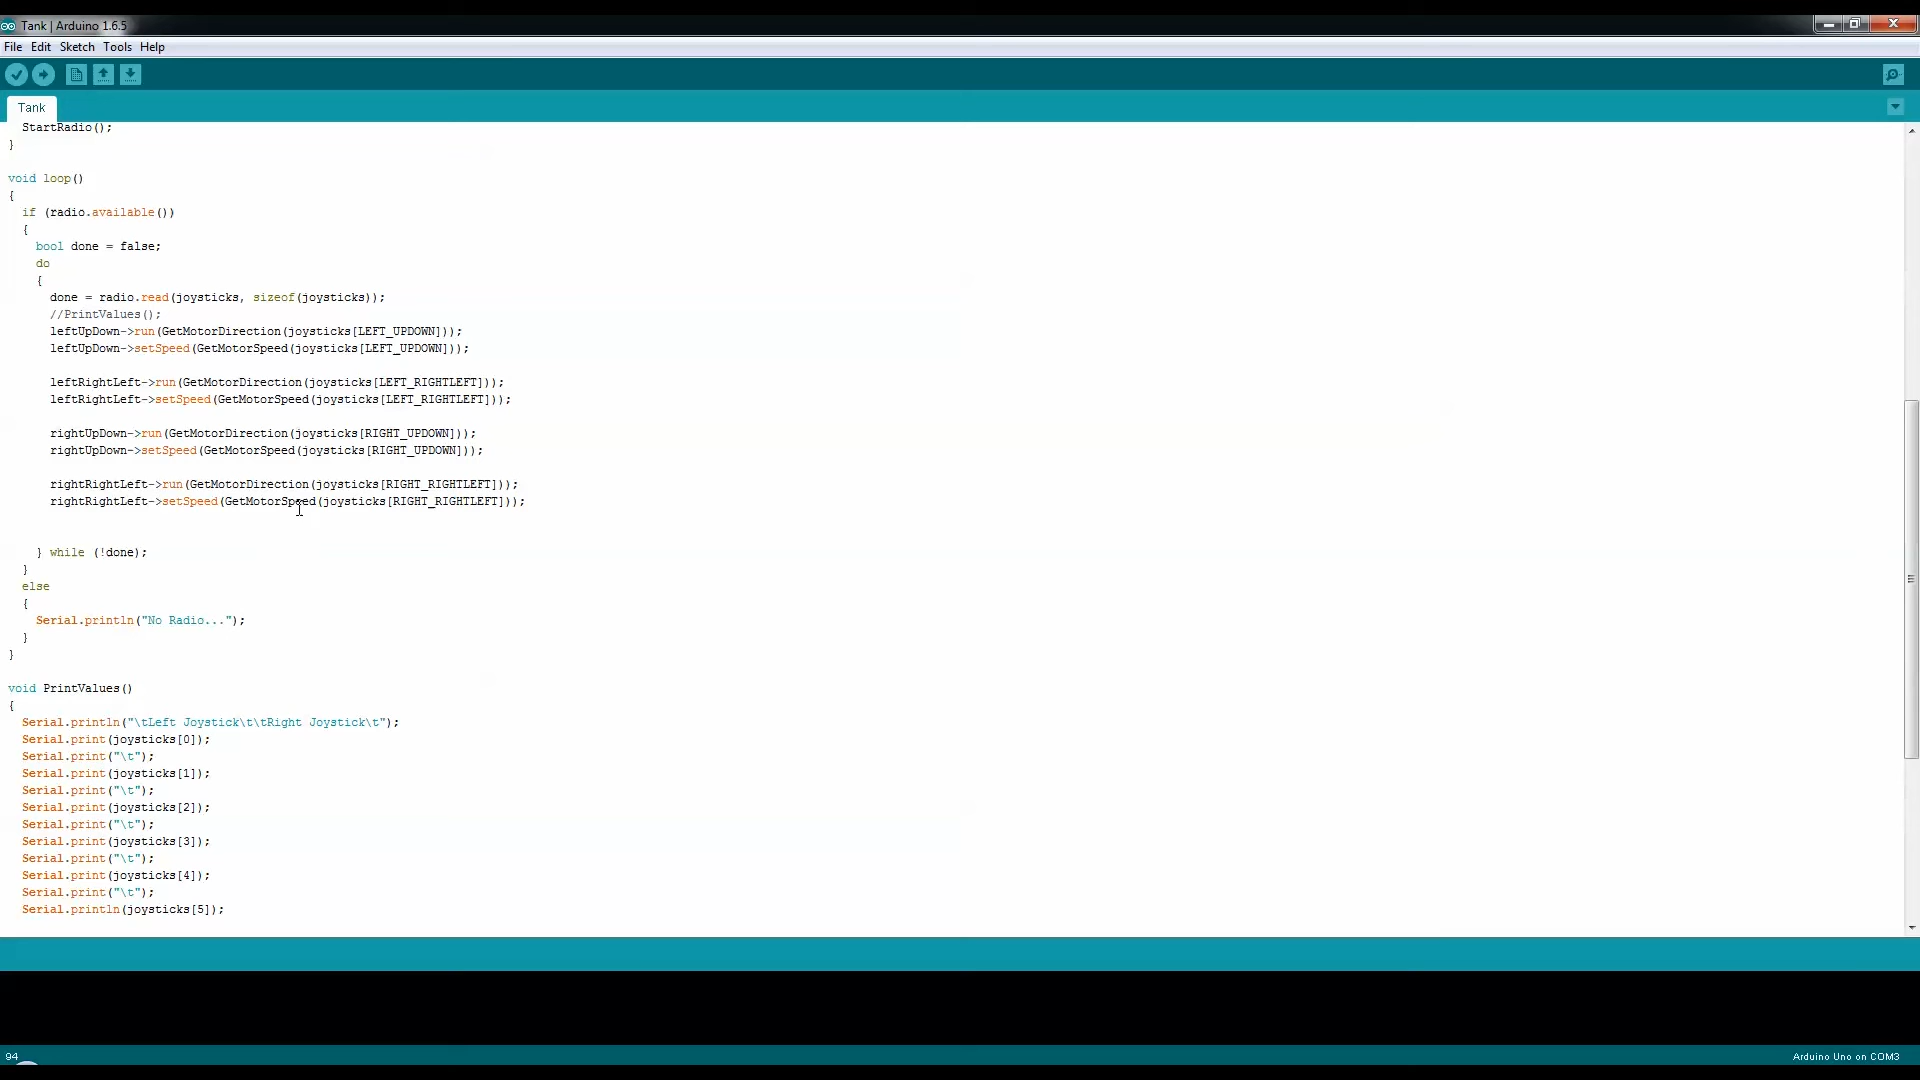 Tank | Arduino 1.6.5
File Edit Sketch Tools Help
Tank
StartRadio();
}
void loop()
{
if (radio.available())
{
bool done = false;
do
{
done = radio.read(joysticks, sizeof(joysticks));
//PrintValues();
leftUpDown->run(GetMotorDirection(joysticks[LEFT_UPDOWN]));
leftUpDown->setSpeed(GetMotorSpeed(joysticks[LEFT_UPDOWN]));
leftRightLeft->run(GetMotorDirection(joysticks[LEFT_RIGHTLEFT]));
leftRightLeft->setSpeed(GetMotorSpeed(joysticks[LEFT_RIGHTLEFT]));
rightUpDown->run(GetMotorDirection(joysticks[RIGHT_UPDOWN]));
rightUpDown->setSpeed(GetMotorSpeed(joysticks[RIGHT_UPDOWN]));
rightRightLeft->run(GetMotorDirection(joysticks[RIGHT_RIGHTLEFT]));
rightRightLeft->setSpeed(GetMotorSpeed(joysticks[RIGHT_RIGHTLEFT]));
} while (!done);
}
else
{
Serial.println("No Radio...");
}
}
void PrintValues()
{
Serial.println("\tLeft Joystick\t\tRight Joystick\t");
Serial.print(joysticks[0]);
Serial.print("\t");
Serial.print(joysticks[1]);
Serial.print("\t");
Serial.print(joysticks[2]);
Serial.print("\t");
Serial.print(joysticks[3]);
Serial.print("\t");
Serial.print(joysticks[4]);
Serial.print("\t");
Serial.println(joysticks[5]);
94
Arduino Uno on COM3